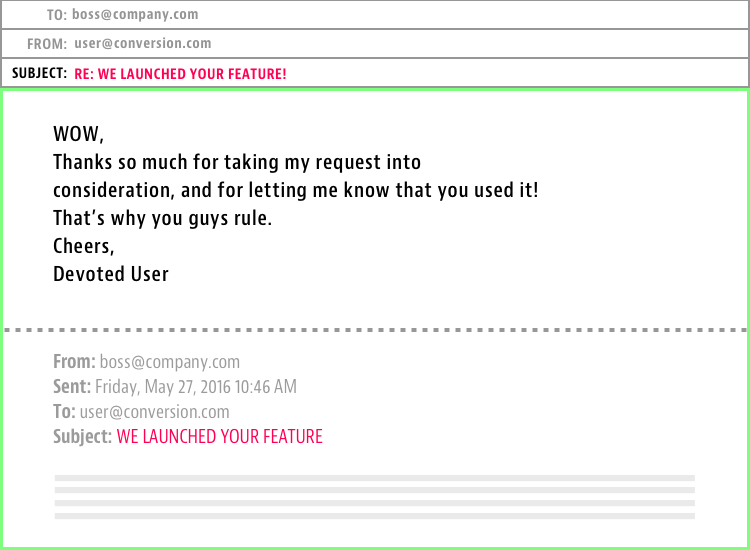 TO: boss@company.com
FROM: user@conversion.com
SUBJECT: RE: WE LAUNCHED YOUR FEATURE!
WOW,
Thanks so much for taking my request into
consideration, and for letting me know that you used it!
That’s why you guys rule.
Cheers,
Devoted User
From: boss@company.com
Sent: Friday, May 27, 2016 10:46 AM
To: user@conversion.com
Subject: WE LAUNCHED YOUR FEATURE